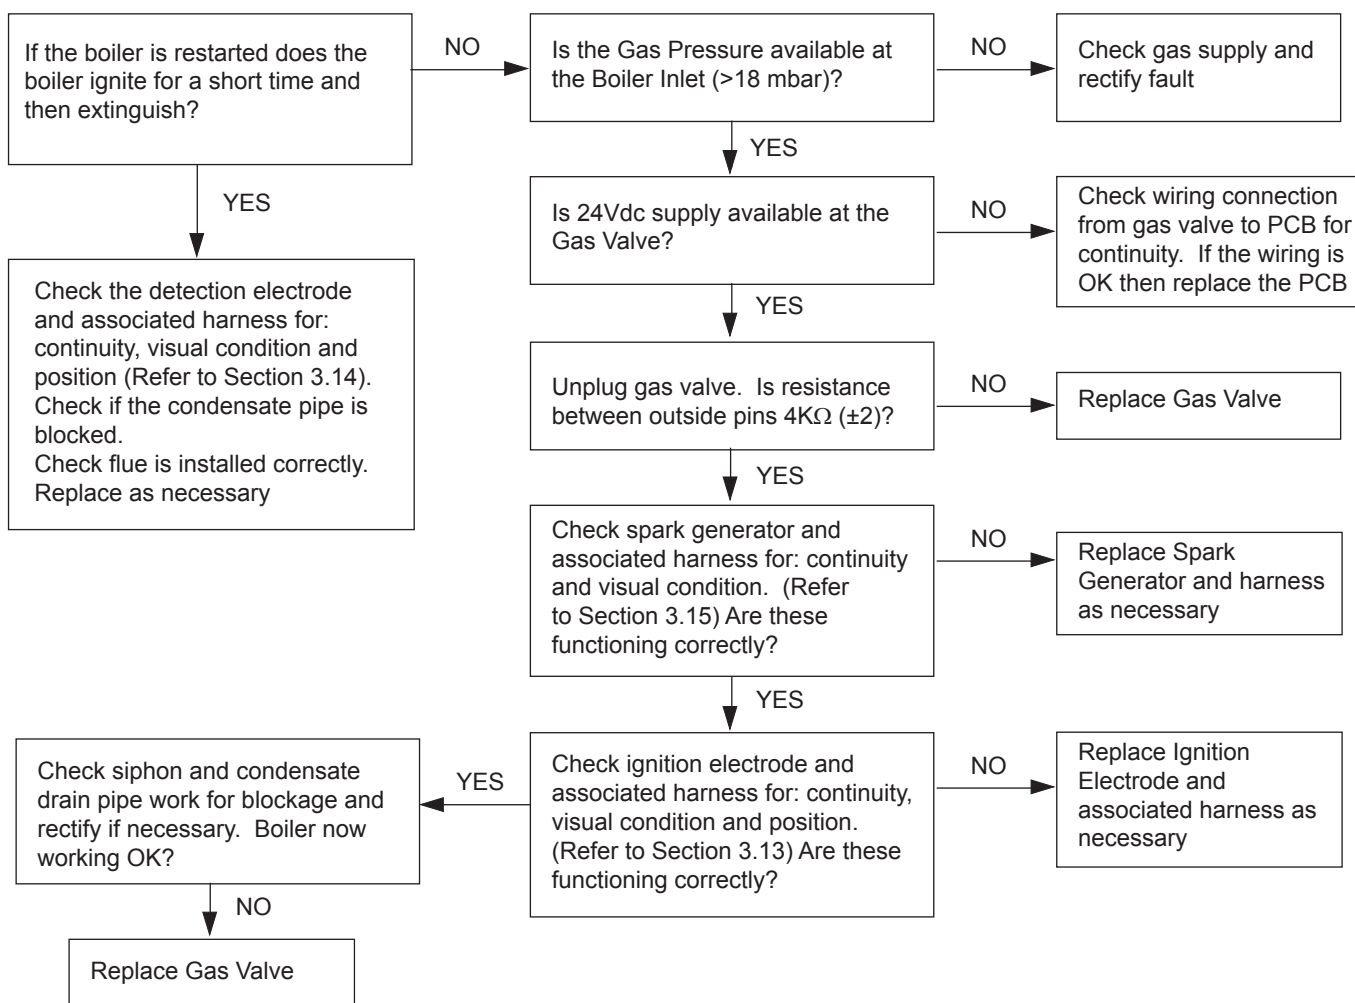 If the boiler is restarted does the
boiler ignite for a short time and
then extinguish?
NO
Is the Gas Pressure available at
the Boiler Inlet (>18 mbar)?
NO
Check gas supply and
rectify fault
YES
YES
Check the detection electrode
and associated harness for:
continuity, visual condition and
position (Refer to Section 3.14).
Check if the condensate pipe is
blocked.
Check flue is installed correctly.
Replace as necessary
Is 24Vdc supply available at the
Gas Valve?
NO
Check wiring connection
from gas valve to PCB for
continuity.  If the wiring is
OK then replace the PCB
YES
Unplug gas valve.  Is resistance
between outside pins 4KΩ (±2)?
NO
Replace Gas Valve
YES
Check spark generator and
associated harness for: continuity
and visual condition.  (Refer
to Section 3.15) Are these
functioning correctly?
NO
Replace Spark
Generator and harness
as necessary
YES
Check ignition electrode and
associated harness for: continuity,
visual condition and position.
(Refer to Section 3.13) Are these
functioning correctly?
NO
Replace Ignition
Electrode and
associated harness as
necessary
YES
Check siphon and condensate
drain pipe work for blockage and
rectify if necessary.  Boiler now
working OK?
NO
Replace Gas Valve